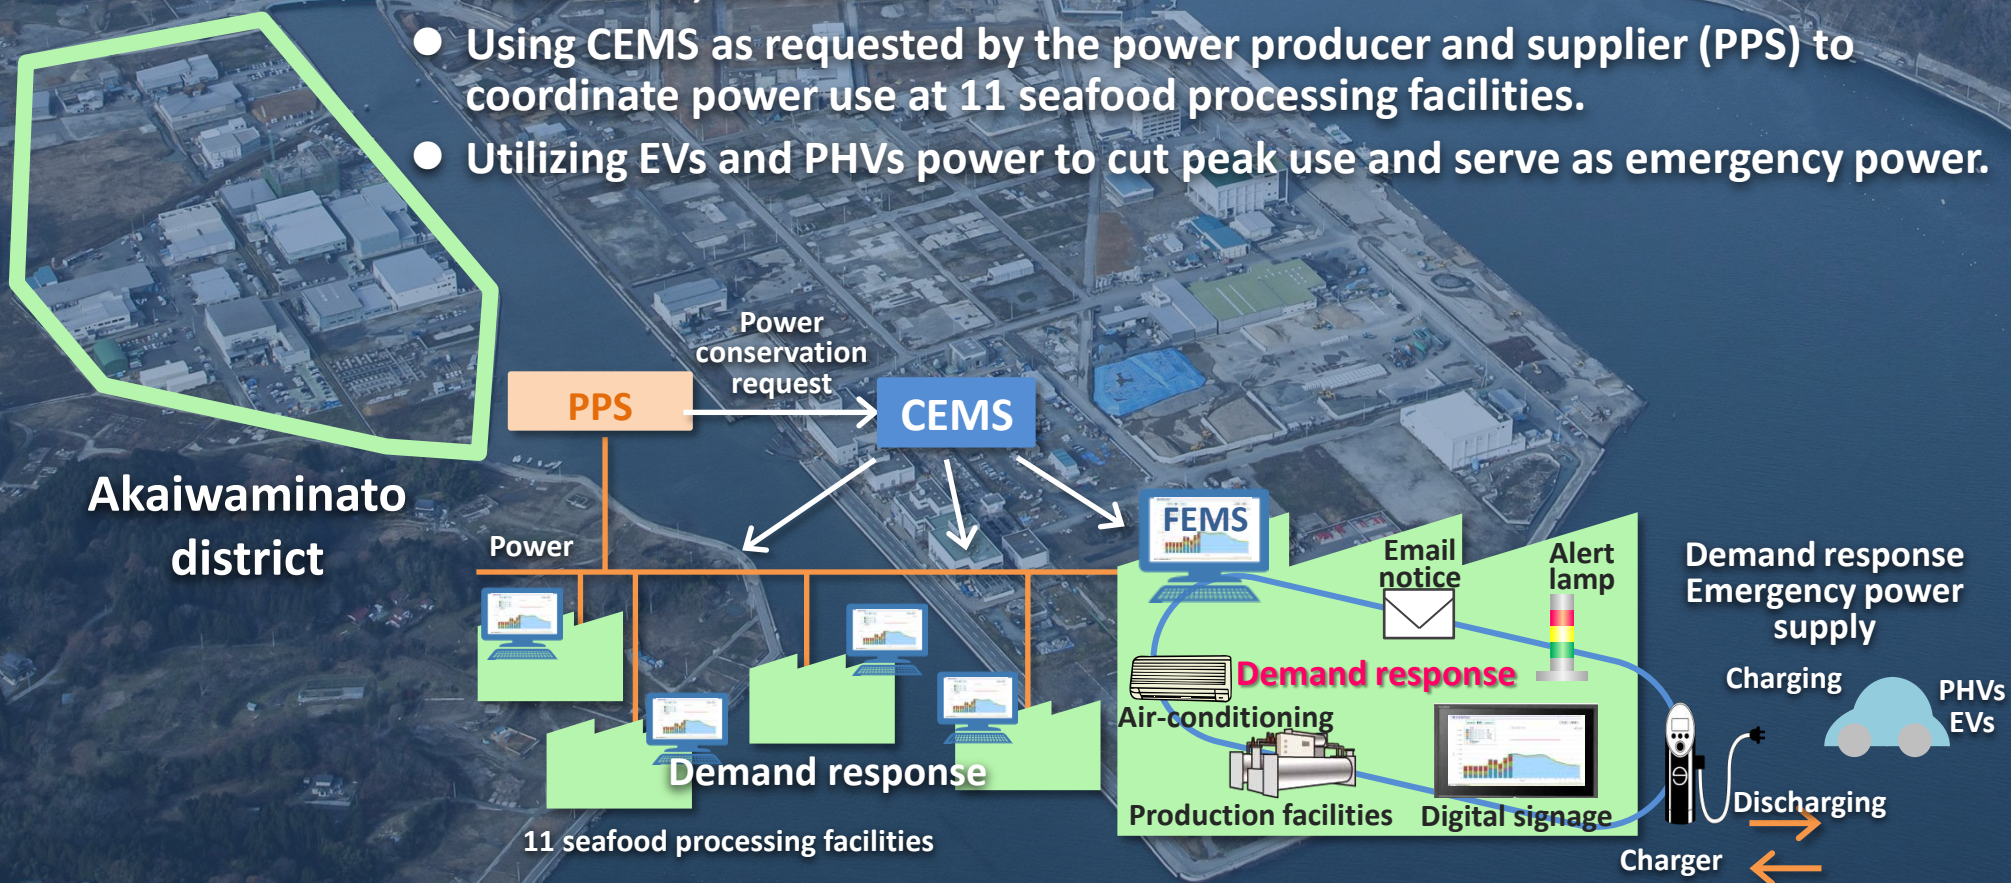 ● Using CEMS as requested by the power producer and supplier (PPS) to
coordinate power use at 11 seafood processing facilities.
● Utilizing EVs and PHVs power to cut peak use and serve as emergency power.
Akaiwaminato
district
Power
conservation
request
PPS
CEMS
Power
FEMS
Email
notice
Alert
lamp
Demand response
Air-conditioning
Production facilities
Digital signage
Demand response
11 seafood processing facilities
Demand response
Emergency power
supply
Charging
PHVs
EVs
Discharging
Charger